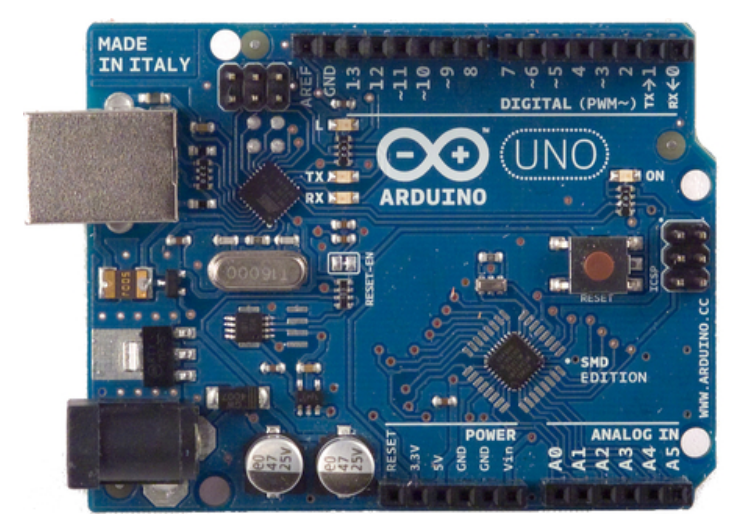 MADE
IN ITALY
AREF
GND
13
12
~11
~10
~9
8
7
~6
~5
4
~3
2
TX→1
RX←0
DIGITAL (PWM~)
L
TX
RX
ARDUINO
™
UNO
ON
T16000
RESET-EN
RESET
ICSP
SMD
EDITION
WWW.ARDUINO.CC
47
25V
47
25V
POWER
ANALOG IN
RESET
3.3V
5V
GND
GND
Vin
A0
A1
A2
A3
A4
A5